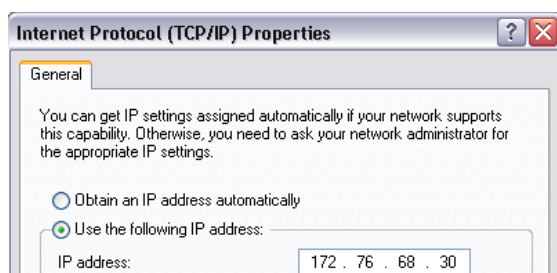 Internet Protocol (TCP/IP) Properties
General
You can get IP settings assigned automatically if your network supports
this capability. Otherwise, you need to ask your network administrator for
the appropriate IP settings.
Obtain an IP address automatically
Use the following IP address:
IP address: 172 . 76 . 68 . 30